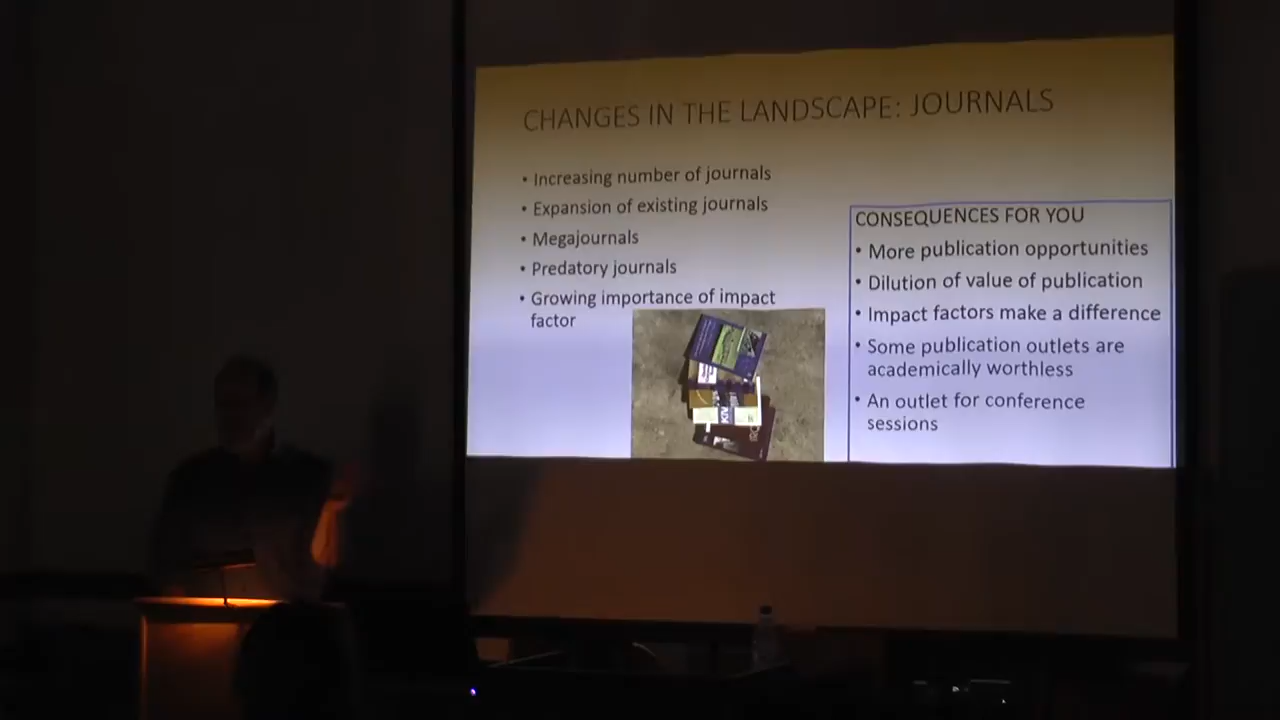 CHANGES IN THE LANDSCAPE: JOURNALS
• Increasing number of journals
• Expansion of existing journals
• Megajournals
• Predatory journals
• Growing importance of impact
factor
CONSEQUENCES FOR YOU
• More publication opportunities
• Dilution of value of publication
• Impact factors make a difference
• Some publication outlets are
academically worthless
• An outlet for conference
sessions